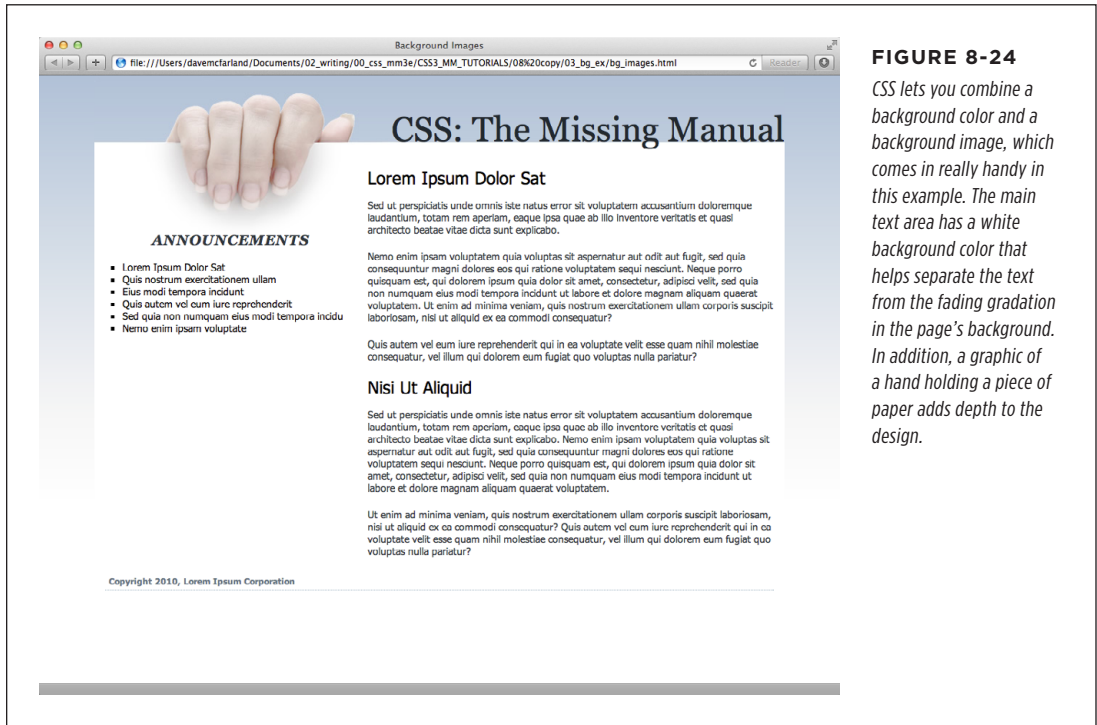 Background Images
file:///Users/davemcfarland/Documents/02_writing/00_css_mm3e/CSS3_MM_TUTORIALS/08%20copy/03_bg_ex/bg_images.html
Reader
CSS: The Missing Manual
ANNOUNCEMENTS
Lorem Ipsum Dolor Sat
Quis nostrum exercitationem ullam
Eius modi tempora incidunt
Quis autem vel eum iure reprehenderit
Sed quia non numquam eius modi tempora incidu
Nemo enim ipsam voluptate
Lorem Ipsum Dolor Sat
Sed ut perspiciatis unde omnis iste natus error sit voluptatem accusantium doloremque
laudantium, totam rem aperiam, eaque ipsa quae ab illo inventore veritatis et quasi
architecto beatae vitae dicta sunt explicabo.
Nemo enim ipsam voluptatem quia voluptas sit aspernatur aut odit aut fugit, sed quia
consequuntur magni dolores eos qui ratione voluptatem sequi nesciunt. Neque porro
quisquam est, qui dolorem ipsum quia dolor sit amet, consectetur, adipisci velit, sed quia
non numquam eius modi tempora incidunt ut labore et dolore magnam aliquam quaerat
voluptatem. Ut enim ad minima veniam, quis nostrum exercitationem ullam corporis suscipit
laboriosam, nisi ut aliquid ex ea commodi consequatur?
Quis autem vel eum iure reprehenderit qui in ea voluptate velit esse quam nihil molestiae
consequatur, vel illum qui dolorem eum fugiat quo voluptas nulla pariatur?
Nisi Ut Aliquid
Sed ut perspiciatis unde omnis iste natus error sit voluptatem accusantium doloremque
laudantium, totam rem aperiam, eaque ipsa quae ab illo inventore veritatis et quasi
architecto beatae vitae dicta sunt explicabo. Nemo enim ipsam voluptatem quia voluptas sit
aspernatur aut odit aut fugit, sed quia consequuntur magni dolores eos qui ratione
voluptatem sequi nesciunt. Neque porro quisquam est, qui dolorem ipsum quia dolor sit
amet, consectetur, adipisci velit, sed quia non numquam eius modi tempora incidunt ut
labore et dolore magnam aliquam quaerat voluptatem.
Ut enim ad minima veniam, quis nostrum exercitationem ullam corporis suscipit laboriosam,
nisi ut aliquid ex ea commodi consequatur? Quis autem vel eum iure reprehenderit qui in ea
voluptate velit esse quam nihil molestiae consequatur, vel illum qui dolorem eum fugiat quo
voluptas nulla pariatur?
Copyright 2010, Lorem Ipsum Corporation
FIGURE 8-24
CSS lets you combine a
background color and a
background image, which
comes in really handy in
this example. The main
text area has a white
background color that
helps separate the text
from the fading gradation
in the page's background.
In addition, a graphic of
a hand holding a piece of
paper adds depth to the
design.